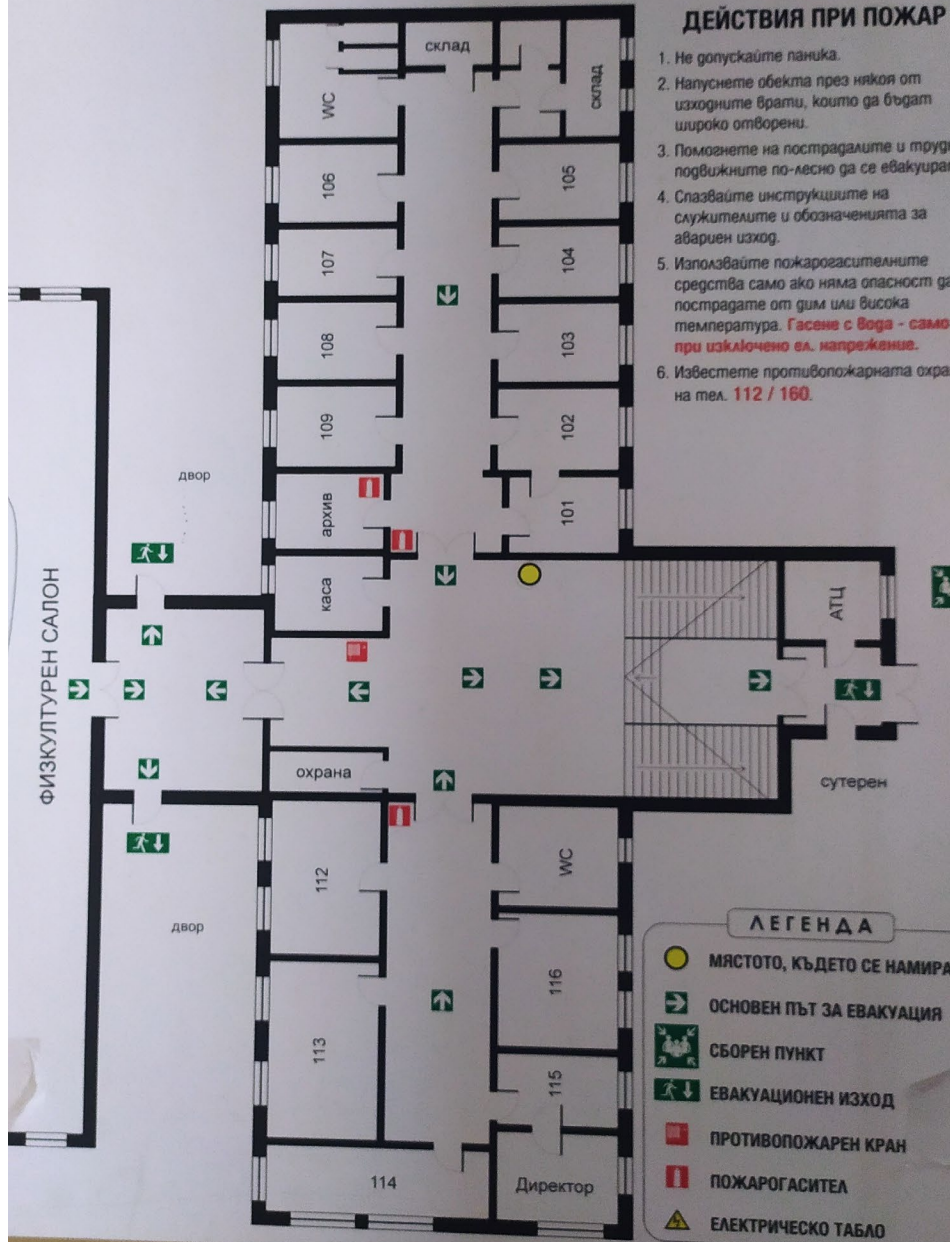 ДЕЙСТВИЯ ПРИ ПОЖАР
1. Не допускайте паника.
2. Напуснете обекта през някоя от
изходните врати, които да бъдат
широко отворени.
3. Помогнете на пострадалите и трудн
подвижните по-лесно да се евакуира
4. Спазвайте инструкциите на
служителите и обозначенията за
авариен изход.
5. Използвайте пожарогасителните
средства само ако няма опасност да
пострадате от дим или висока
температура. Гасене с вода - само
при изключено ел. напрежение.
6. Известете противопожарната охра
на тел. 112 / 160.
склад
WC
склад
106
105
107
104
108
103
109
102
двор
архив
101
каса
АТЦ
ФИЗКУЛТУРЕН САЛОН
охрана
сутерен
112
WC
двор
116
113
115
114
Директор
ЛЕГЕНДА
МЯСТОТО, КЪДЕТО СЕ НАМИРА
ОСНОВЕН ПЪТ ЗА ЕВАКУАЦИЯ
СБОРЕН ПУНКТ
ЕВАКУАЦИОНЕН ИЗХОД
ПРОТИВОПОЖАРЕН КРАН
ПОЖАРОГАСИТЕЛ
ЕЛЕКТРИЧЕСКО ТАБЛО